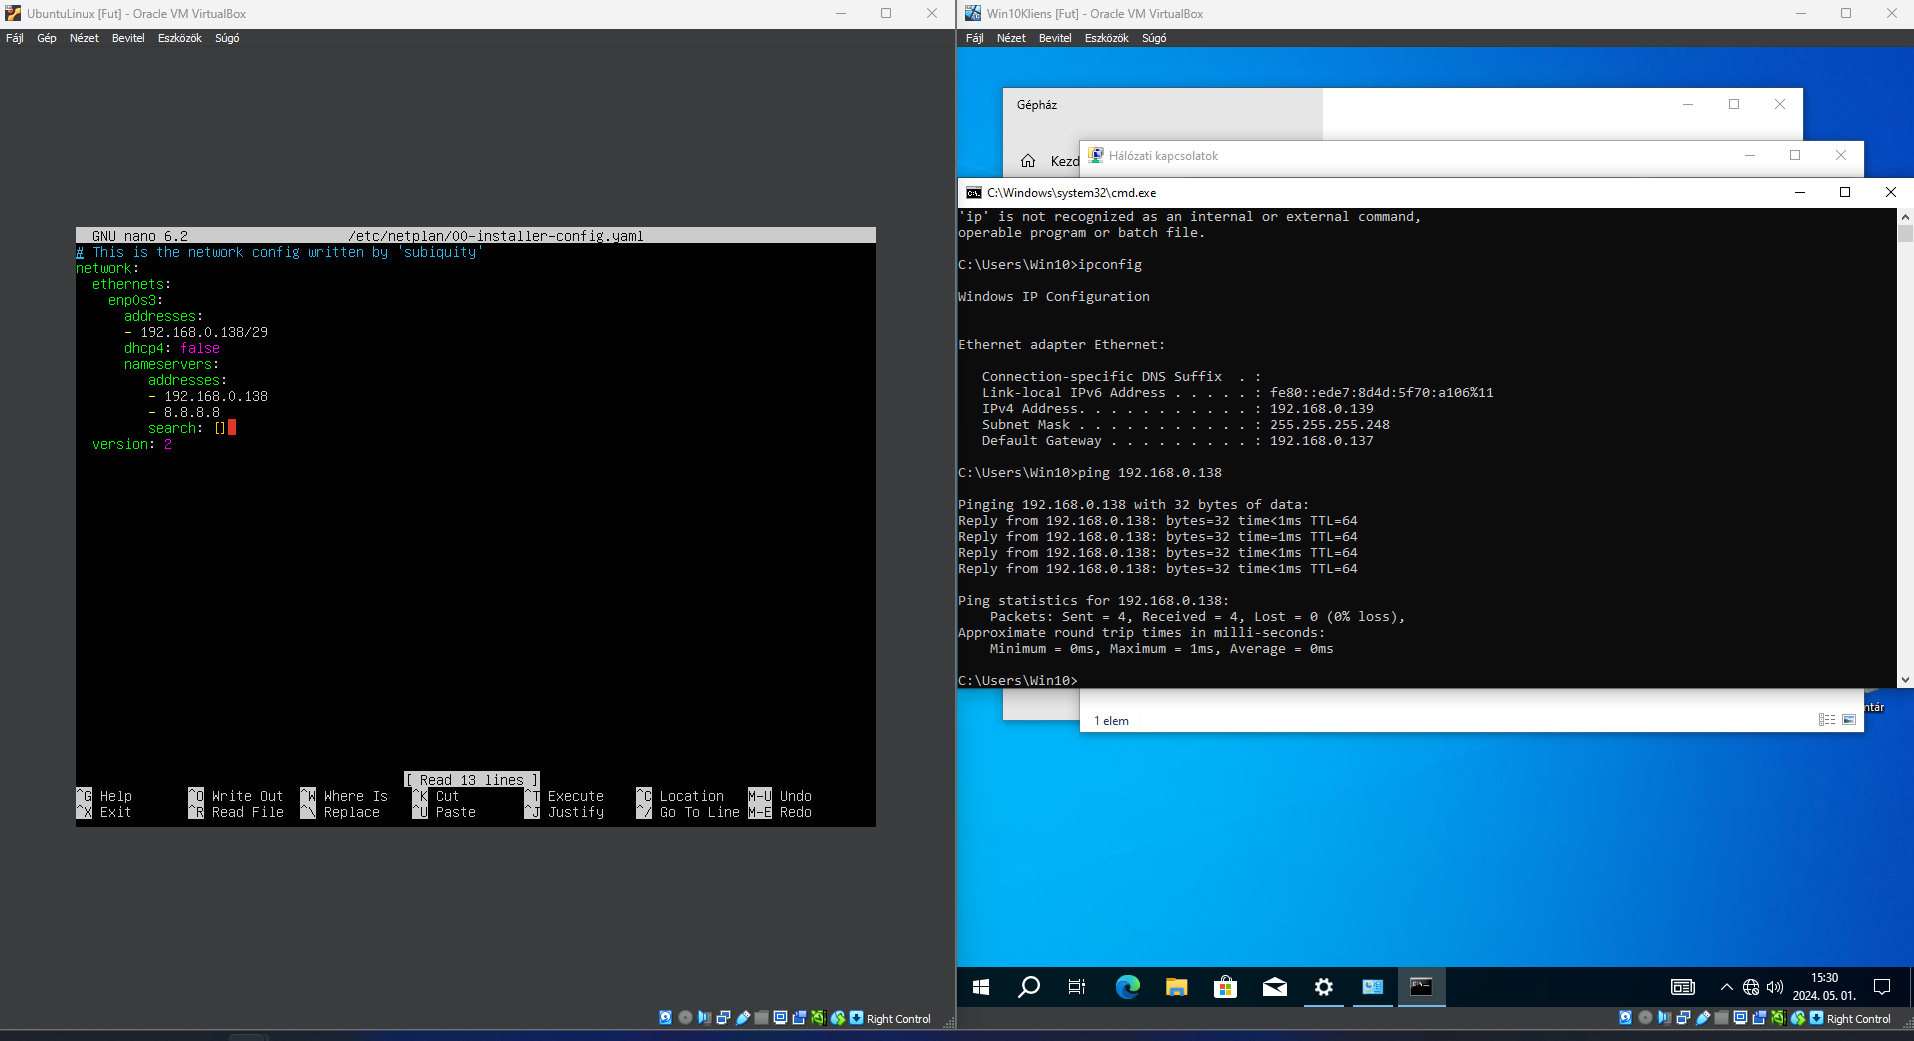 UbuntuLinux [Fut] - Oracle VM VirtualBox
Fájl Gép Nézet Bevitel Eszközök Súgó
GNU nano 6.2 /etc/netplan/00-installer-config.yaml
# This is the network config written by 'subiquity'
network:
ethernets:
enp0s3:
addresses:
- 192.168.0.138/29
dhcp4: false
nameservers:
addresses:
- 192.168.0.138
- 8.8.8.8
search: []
version: 2
[ Read 13 lines ]
^G Help ^O Write Out ^W Where Is ^K Cut ^T Execute ^C Location M-U Undo
^X Exit ^R Read File ^\ Replace ^U Paste ^J Justify ^/ Go To Line M-E Redo
Right Control
Win10Kliens [Fut] - Oracle VM VirtualBox
Fájl Nézet Bevitel Eszközök Súgó
Gépház
Kezd
Hálózati kapcsolatok
C:\Windows\system32\cmd.exe
'ip' is not recognized as an internal or external command,
operable program or batch file.
C:\Users\Win10>ipconfig
Windows IP Configuration
Ethernet adapter Ethernet:
Connection-specific DNS Suffix . :
Link-local IPv6 Address . . . . . : fe80::ede7:8d4d:5f70:a106%11
IPv4 Address. . . . . . . . . . . : 192.168.0.139
Subnet Mask . . . . . . . . . . . : 255.255.255.248
Default Gateway . . . . . . . . . : 192.168.0.137
C:\Users\Win10>ping 192.168.0.138
Pinging 192.168.0.138 with 32 bytes of data:
Reply from 192.168.0.138: bytes=32 time<1ms TTL=64
Reply from 192.168.0.138: bytes=32 time=1ms TTL=64
Reply from 192.168.0.138: bytes=32 time<1ms TTL=64
Reply from 192.168.0.138: bytes=32 time<1ms TTL=64
Ping statistics for 192.168.0.138:
Packets: Sent = 4, Received = 4, Lost = 0 (0% loss),
Approximate round trip times in milli-seconds:
Minimum = 0ms, Maximum = 1ms, Average = 0ms
C:\Users\Win10>
ntár
1 elem
15:30
2024. 05. 01.
Right Control